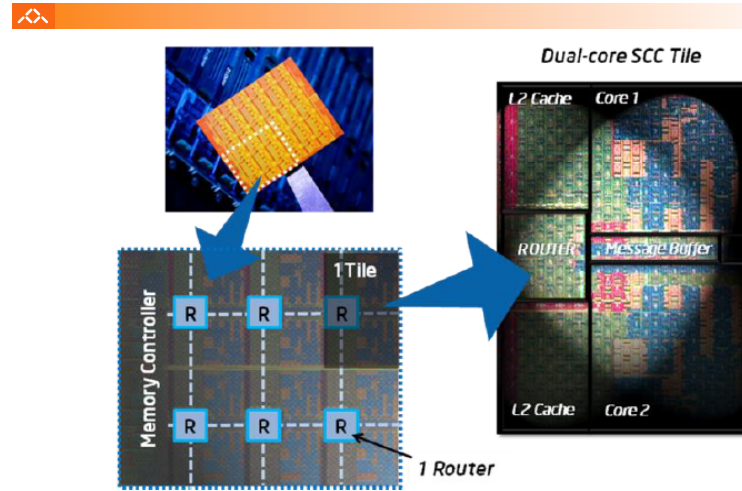 Dual-core SCC Tile
L2 Cache
Core 1
ROUTER
Message Buffer
L2 Cache
Core 2
1 Tile
Memory Controller
R
R
R
R
R
R
1 Router